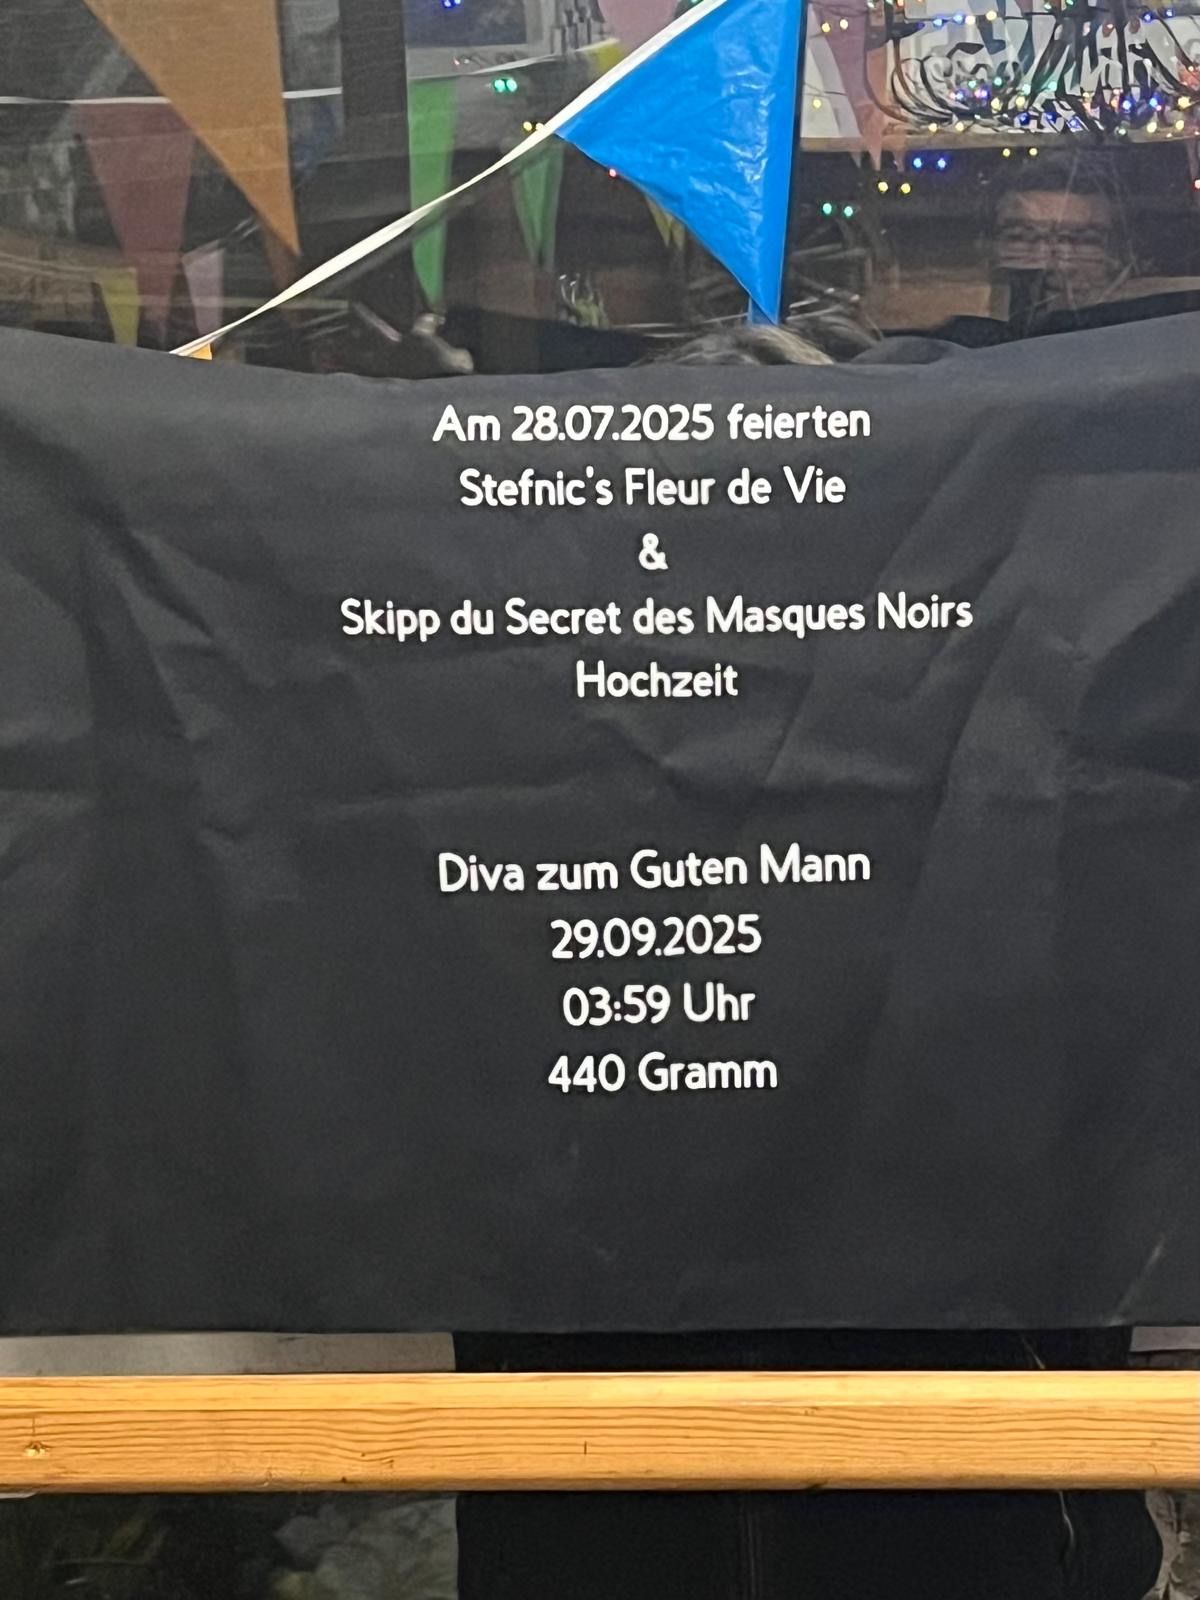 Am 28.07.2025 feierten
Stefnic's Fleur de Vie
&
Skipp du Secret des Masques Noirs
Hochzeit
Diva zum Guten Mann
29.09.2025
03:59 Uhr
440 Gramm